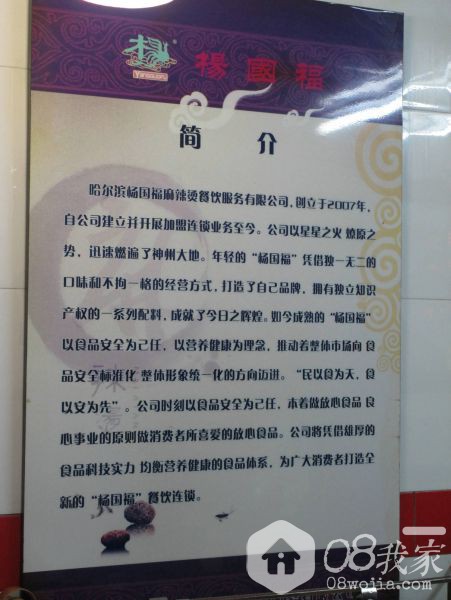 楊國福
简 介
哈尔滨杨国福麻辣烫餐饮服务有限公司,创立于2007年,
自公司建立并开展加盟连锁业务至今。公司以星星之火 燎原之
势,迅速燃遍了神州大地。年轻的“杨国福”凭借独一无二的
口味和不拘一格的经营方式,打造了自己品牌,拥有独立知识
产权的一系列配料,成就了今日之辉煌。如今成熟的“杨国福”
以食品安全为己任,以营养健康为理念,推动着整体市场向 食
品安全标准化 整体形象统一化的方向迈进。“民以食为天,食
以安为先”。公司时刻以食品安全为己任,本着做放心食品 良
心事业的原则做消费者所喜爱的放心食品。公司将凭借雄厚的
食品科技实力 均衡营养健康的食品体系,为广大消费者打造全
新的“杨国福”餐饮连锁。
08我家
08wojia.com